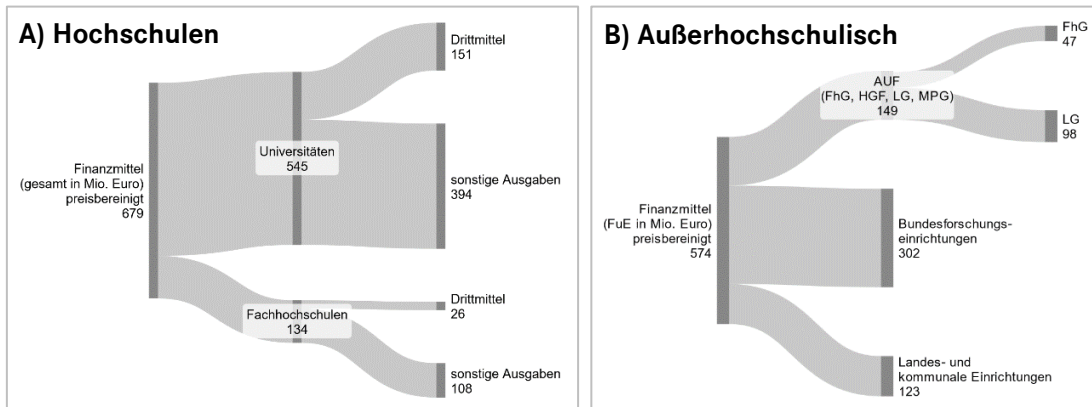 A) Hochschulen
Drittmittel
151
Universitäten
545
Finanzmittel
(gesamt in Mio. Euro)
preisbereinigt
679
sonstige Ausgaben
394
Drittmittel
26
Fachhochschulen
134
sonstige Ausgaben
108
B) Außerhochschulisch
FhG
47
AUF
(FhG, HGF, LG, MPG)
149
LG
98
Finanzmittel
(FuE in Mio. Euro)
preisbereinigt
574
Bundesforschungs-
einrichtungen
302
Landes- und
kommunale Einrichtungen
123